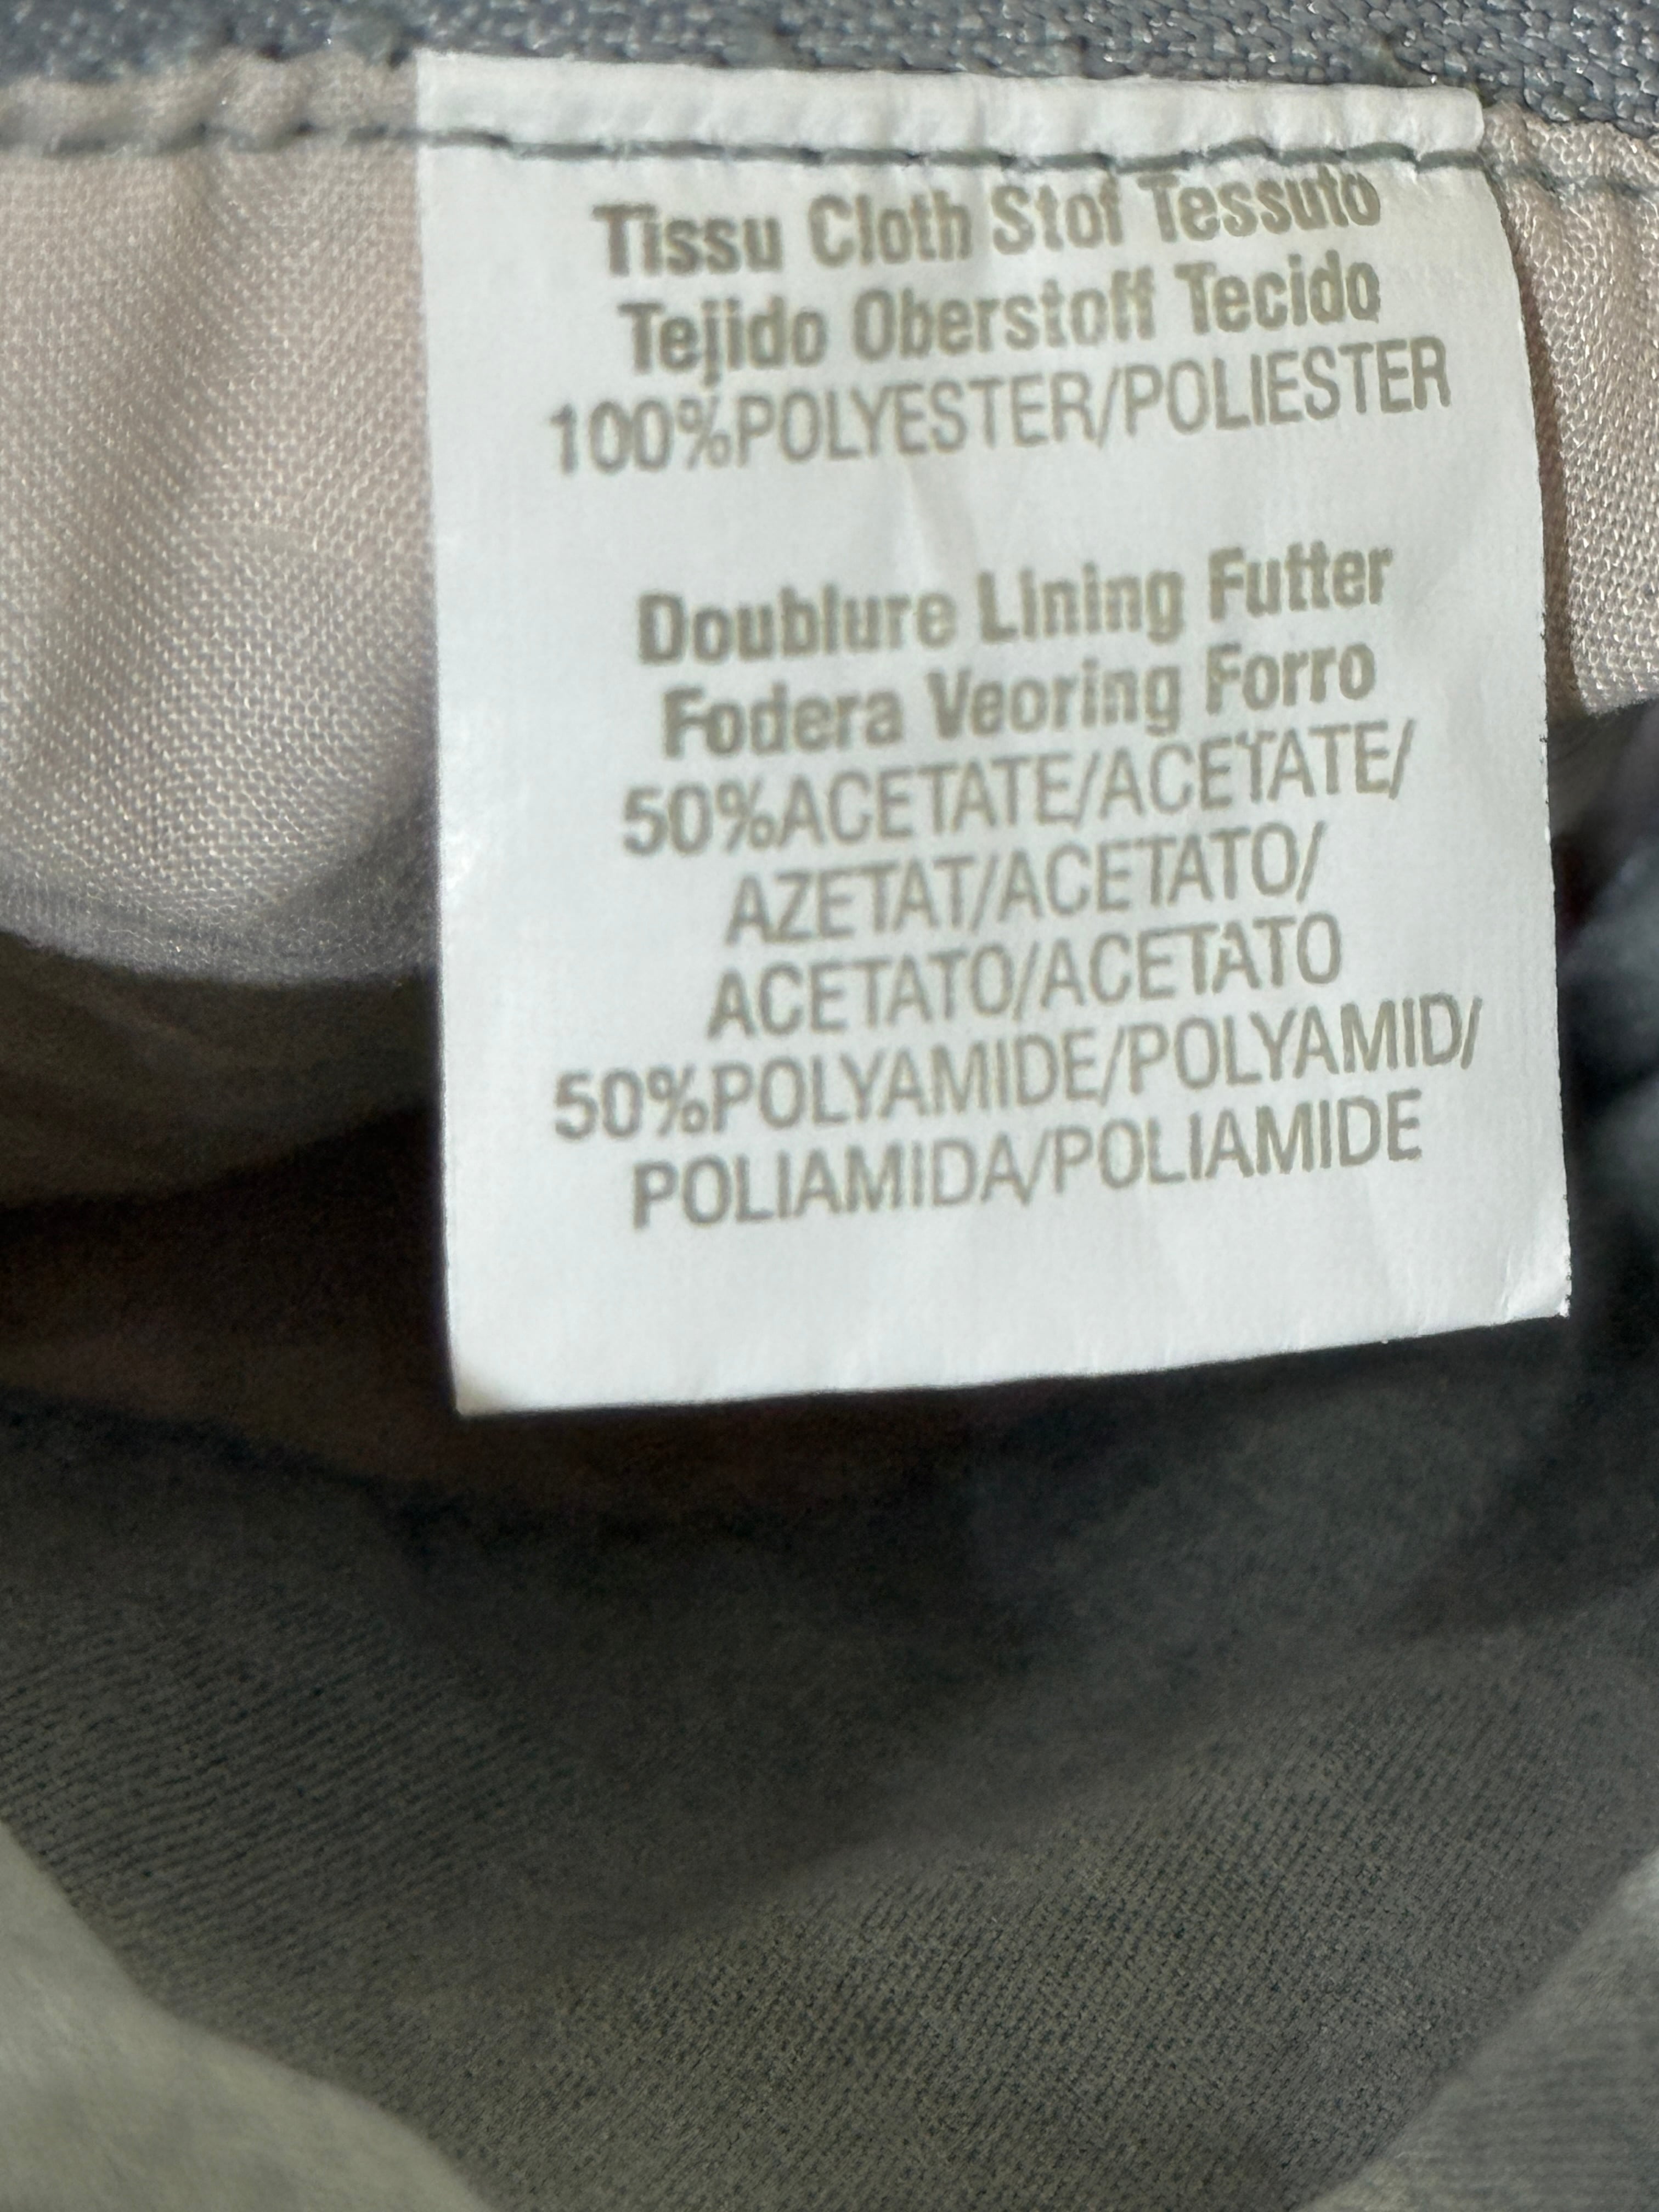 Tissu Cloth Stof Tessuto
Tejido Oberstoff Tecido
100%POLYESTER/POLIESTER
Doublure Lining Futter
Fodera Veoring Forro
50%ACETATE/ACETATE/
AZETAT/ACETATO/
ACETATO/ACETATO
50%POLYAMIDE/POLYAMID/
POLIAMIDA/POLIAMIDE